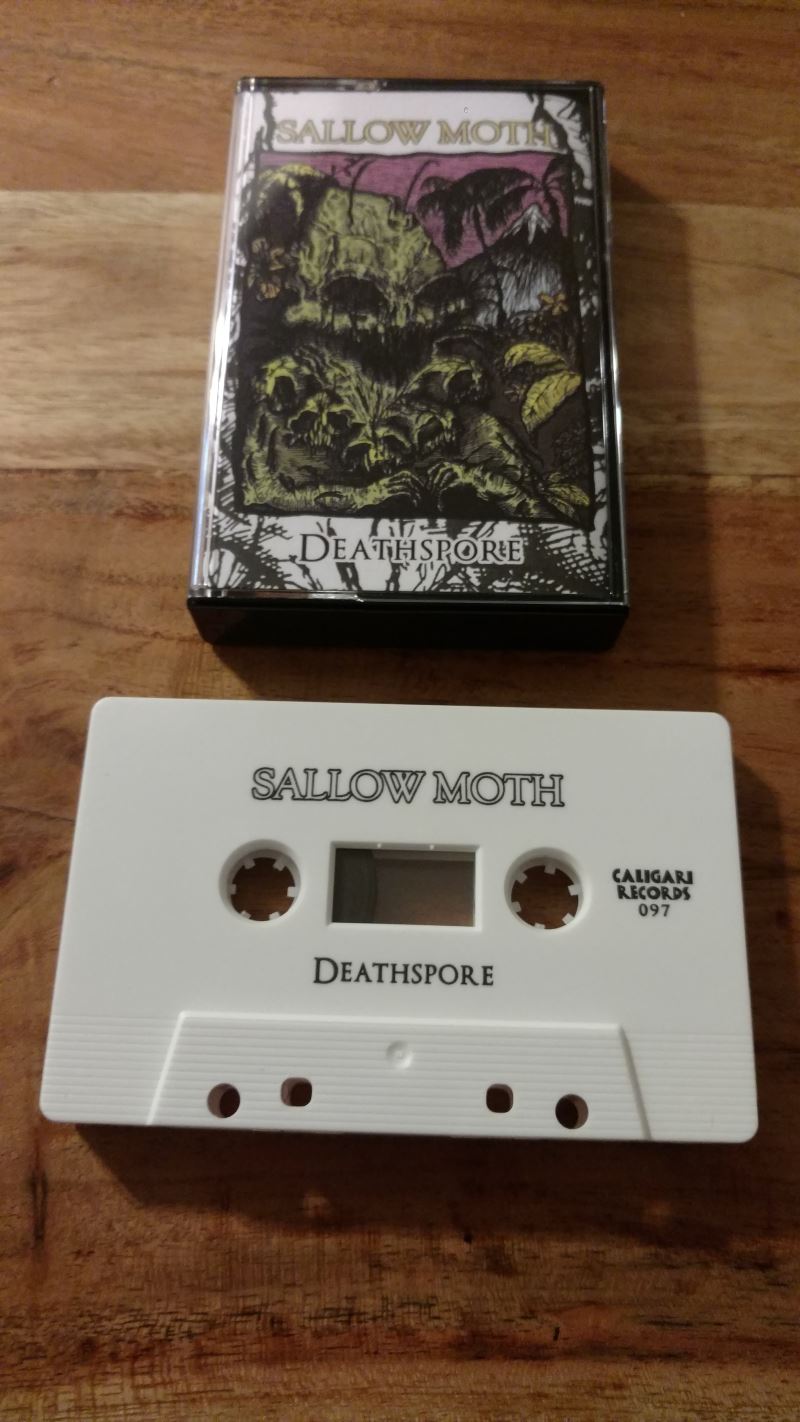 SALLOW MOTH
DEATHSPORE
SALLOW MOTH
CALIGARI
RECORDS
097
DEATHSPORE